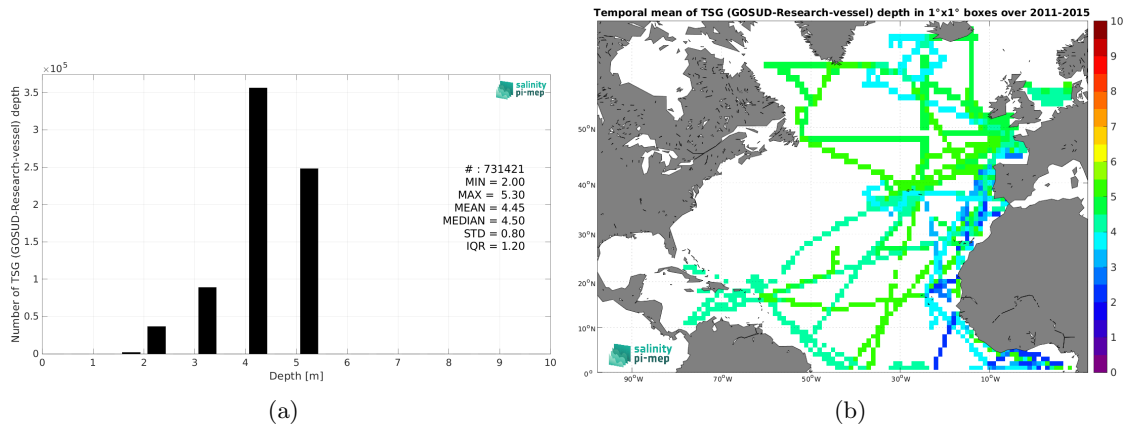 ×10⁵
Number of TSG (GOSUD-Research-vessel) depth
3.5
3
2.5
2
1.5
1
0.5
0
0 1 2 3 4 5 6 7 8 9 10
Depth [m]
salinity
pi-mep
# : 731421
MIN = 2.00
MAX = 5.30
MEAN = 4.45
MEDIAN = 4.50
STD = 0.80
IQR = 1.20
(a)
Temporal mean of TSG (GOSUD-Research-vessel) depth in 1°x1° boxes over 2011-2015
50°N
40°N
30°N
20°N
10°N
0°
90°W 70°W 50°W 30°W 10°W
salinity
pi-mep
10
9
8
7
6
5
4
3
2
1
0
(b)